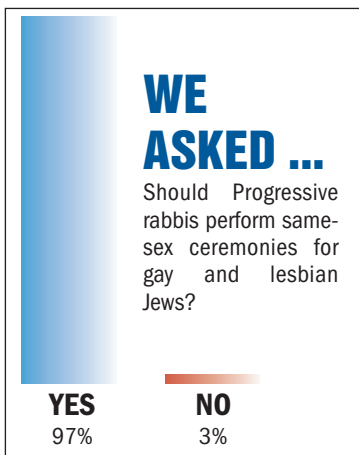 WE
ASKED ...
Should Progressive
rabbis perform same-
sex ceremonies for
gay and lesbian
Jews?
YES NO
97% 3%